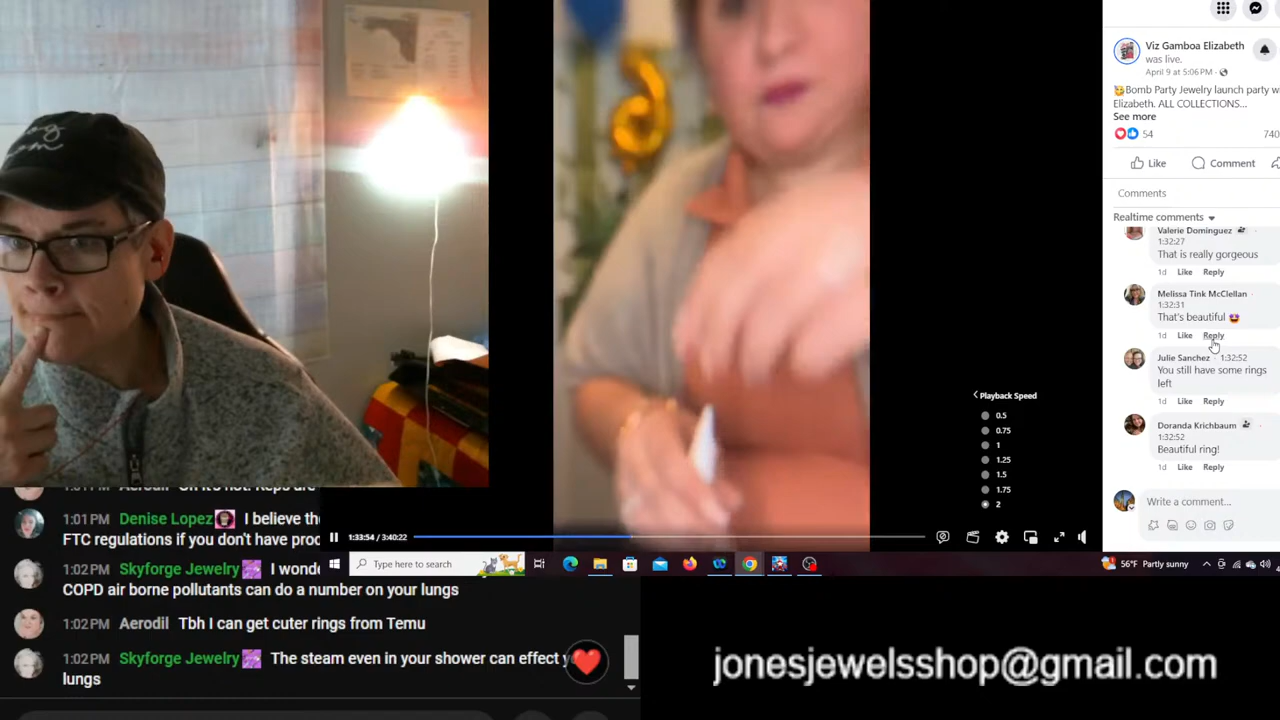 Viz Gamboa Elizabeth
was live.
April 9 at 5:06 PM
Bomb Party Jewelry launch party w
Elizabeth. ALL COLLECTIONS...
See more
54
740
Like
Comment
Comments
Realtime comments
Valerie Dominguez
1:32:27
That is really gorgeous
1d Like Reply
Melissa Tink McClellan
1:32:31
That's beautiful 😍
1d Like Reply
Julie Sanchez · 1:32:52
You still have some rings
left
1d Like Reply
Doranda Krichbaum
1:32:52
Beautiful ring!
1d Like Reply
Write a comment...
Playback Speed
0.5
0.75
1
1.25
1.5
1.75
2
1:33:54 / 3:40:22
Type here to search
56°F Partly sunny
1:01 PM Denise Lopez I believe the
FTC regulations if you don't have proc
1:02 PM Skyforge Jewelry I wond
COPD air borne pollutants can do a number on your lungs
1:02 PM Aerodil Tbh I can get cuter rings from Temu
1:02 PM Skyforge Jewelry The steam even in your shower can effect y
lungs
jonesjewelsshop@gmail.com